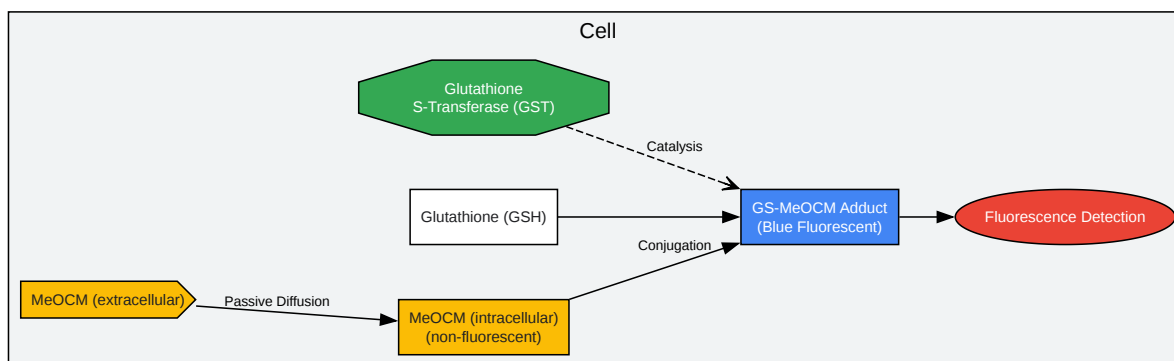 Cell
Glutathione
S-Transferase (GST)
Catalysis
Glutathione (GSH)
GS-MeOCM Adduct
(Blue Fluorescent)
Fluorescence Detection
Conjugation
MeOCM (extracellular)
Passive Diffusion
MeOCM (intracellular)
(non-fluorescent)